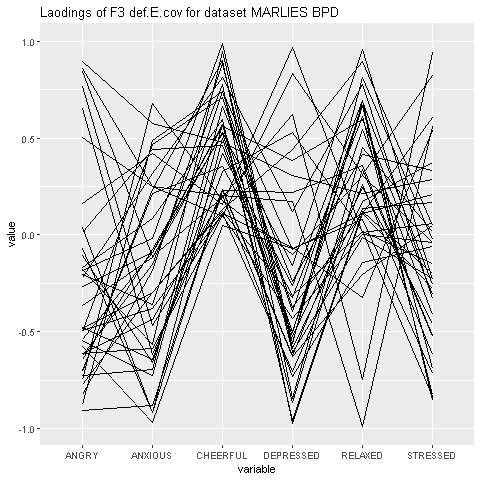 Laodings of F3 def.E.cov for dataset MARLIES BPD
1.0
0.5
0.0
-0.5
-1.0
value
ANGRY ANXIOUS CHEERFUL DEPRESSED RELAXED STRESSED
variable